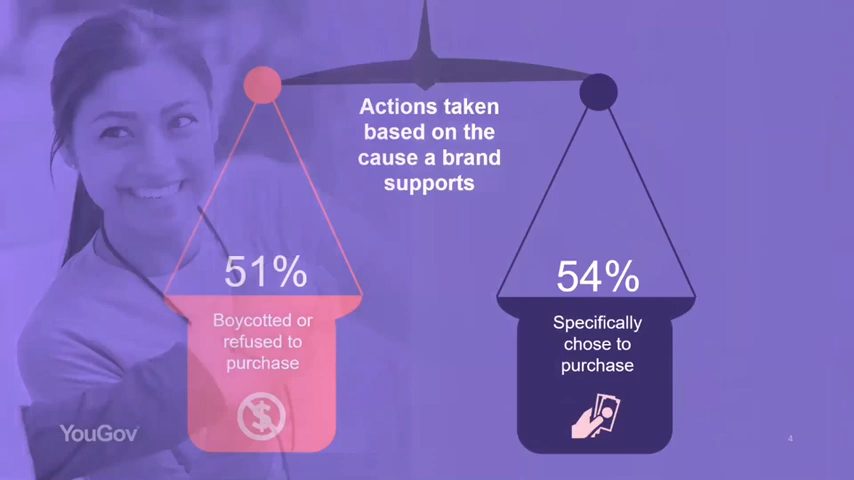 Actions taken
based on the
cause a brand
supports
51%
Boycotted or
refused to
purchase
54%
Specifically
chose to
purchase
YouGov
4